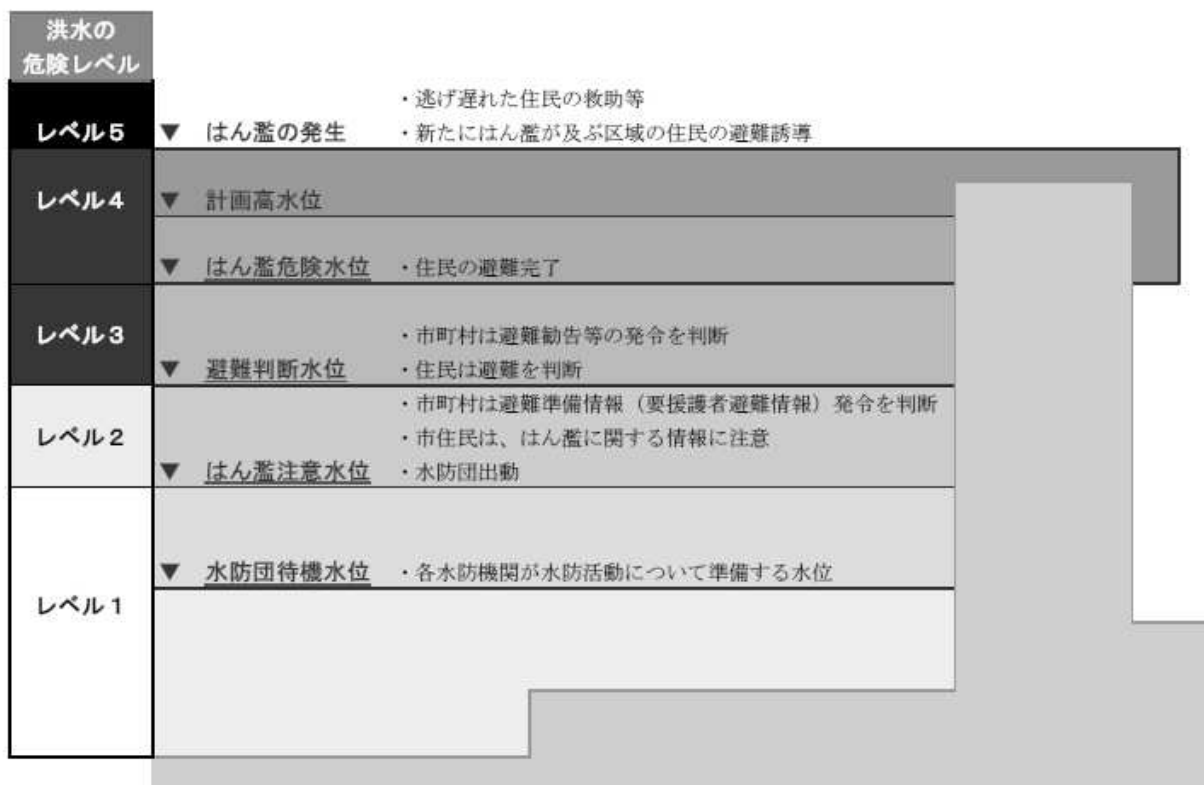 洪水の
危険レベル
・逃げ遅れた住民の救助等
レベル5 ▼ はん濫の発生 ・新たにはん濫が及ぶ区域の住民の避難誘導
レベル4 ▼ 計画高水位
▼ はん濫危険水位 ・住民の避難完了
レベル3 ・市町村は避難勧告等の発令を判断
▼ 避難判断水位 ・住民は避難を判断
・市町村は避難準備情報（要援護者避難情報）発令を判断
レベル2 ・市住民は、はん濫に関する情報に注意
▼ はん濫注意水位 ・水防団出動
▼ 水防団待機水位 ・各水防機関が水防活動について準備する水位
レベル1